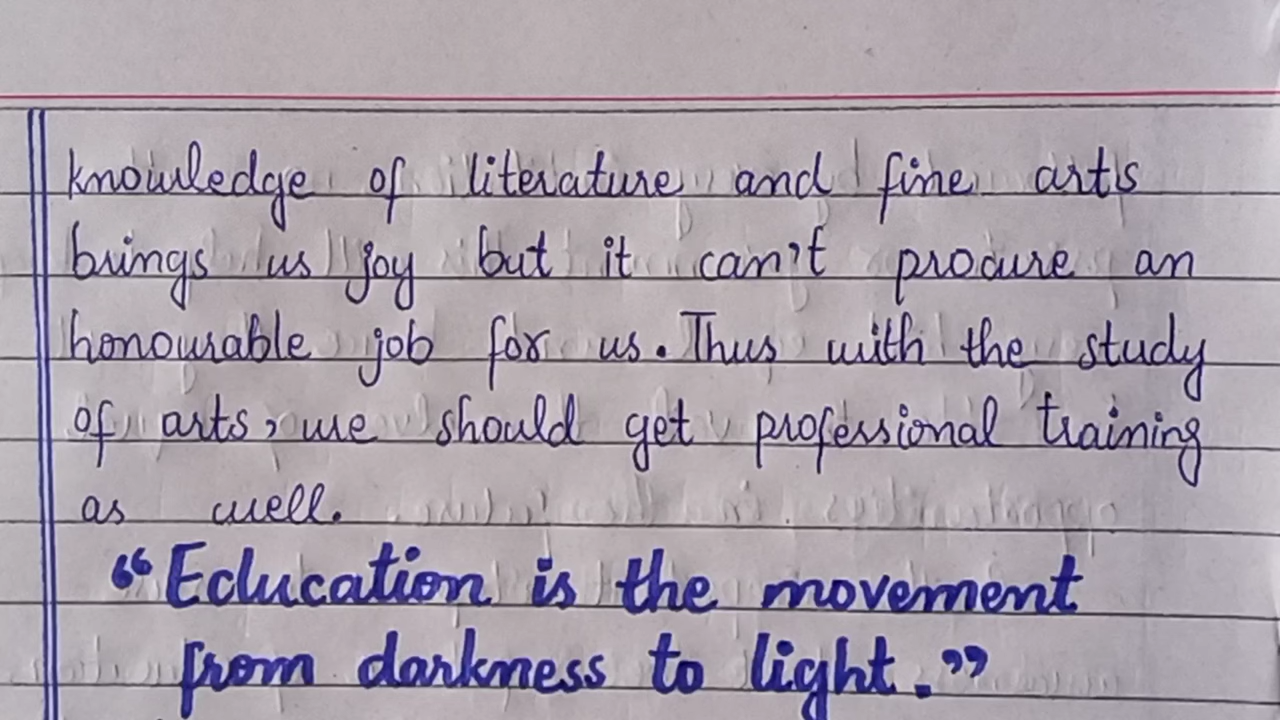 knowledge of literature and fine arts
brings us joy but it can't procure an
honourable job for us. Thus with the study
of arts, we should get professional training
as well.
“Education is the movement
from darkness to light.”